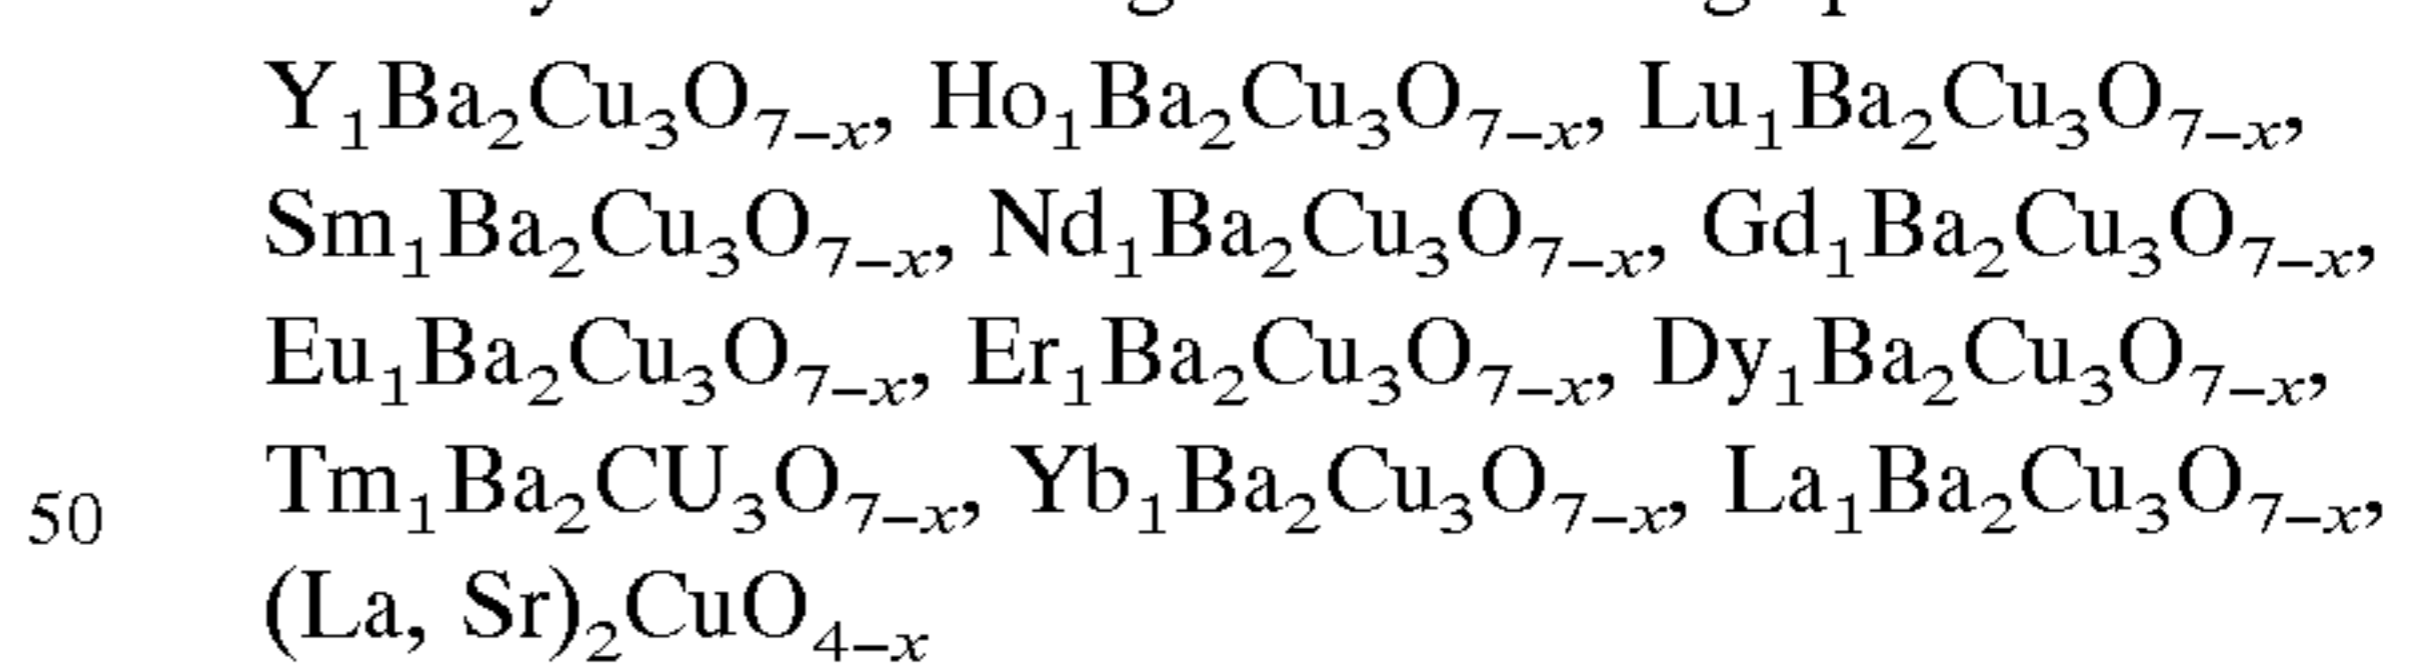 Y₁Ba₂Cu₃O₇₋ₓ, Ho₁Ba₂Cu₃O₇₋ₓ, Lu₁Ba₂Cu₃O₇₋ₓ,
Sm₁Ba₂Cu₃O₇₋ₓ, Nd₁Ba₂Cu₃O₇₋ₓ, Gd₁Ba₂Cu₃O₇₋ₓ,
Eu₁Ba₂Cu₃O₇₋ₓ, Er₁Ba₂Cu₃O₇₋ₓ, Dy₁Ba₂Cu₃O₇₋ₓ,
50 Tm₁Ba₂CU₃O₇₋ₓ, Yb₁Ba₂Cu₃O₇₋ₓ, La₁Ba₂Cu₃O₇₋ₓ,
(La, Sr)₂CuO₄₋ₓ